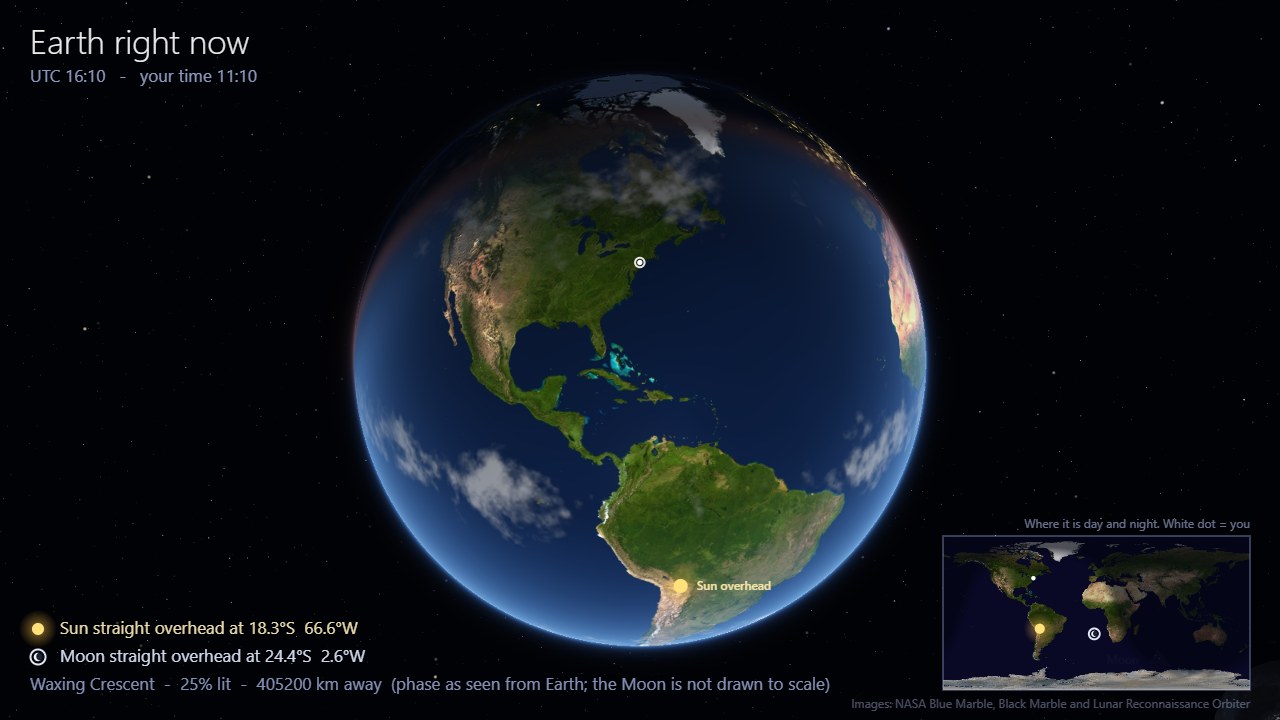 Earth right now
UTC 16:10 - your time 11:10
Sun overhead
Where it is day and night. White dot = you
Sun straight overhead at 18.3°S 66.6°W
Moon straight overhead at 24.4°S 2.6°W
Waxing Crescent - 25% lit - 405200 km away (phase as seen from Earth; the Moon is not drawn to scale)
Images: NASA Blue Marble, Black Marble and Lunar Reconnaissance Orbiter